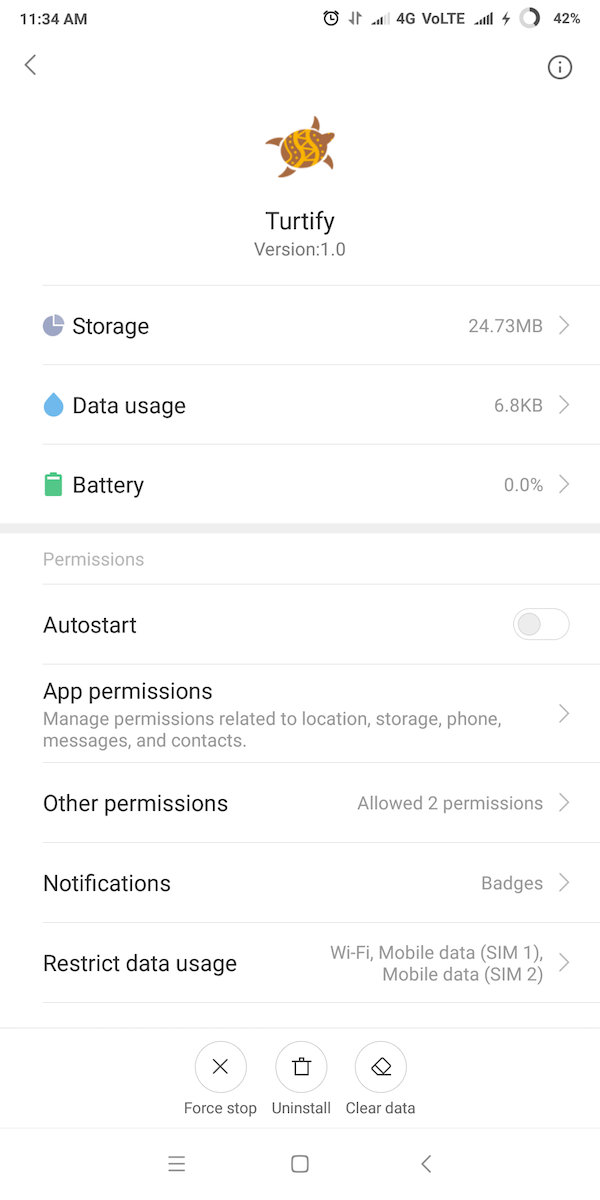 11:34 AM 4G VoLTE 42%
Turtify
Version:1.0
Storage 24.73MB
Data usage 6.8KB
Battery 0.0%
Permissions
Autostart
App permissions
Manage permissions related to location, storage, phone,
messages, and contacts.
Other permissions Allowed 2 permissions
Notifications Badges
Restrict data usage Wi-Fi, Mobile data (SIM 1),
Mobile data (SIM 2)
Force stop Uninstall Clear data